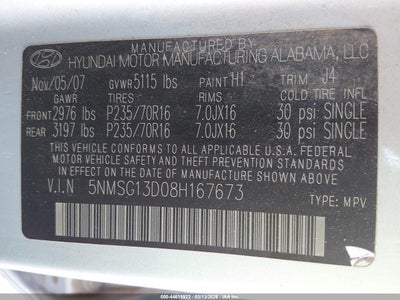 MANUFACTURED BY
HYUNDAI MOTOR MANUFACTURING ALABAMA, LLC
Nov/05/07 GVWR 5115 lbs PAINT H1 TRIM J4
GAWR TIRES RIMS COLD TIRE INFL
FRONT 2976 lbs P235/70R16 7.0JX16 30 psi SINGLE
REAR 3197 lbs P235/70R16 7.0JX16 30 psi SINGLE
THIS VEHICLE CONFORMS TO ALL APPLICABLE U.S.A FEDERAL
MOTOR VEHICLE SAFETY AND THEFT PREVENTION STANDARDS
IN EFFECT ON THE DATE OF MANUFACTURE SHOWN ABOVE.
V.I.N 5NMSG13D08H167673
TYPE: MPV